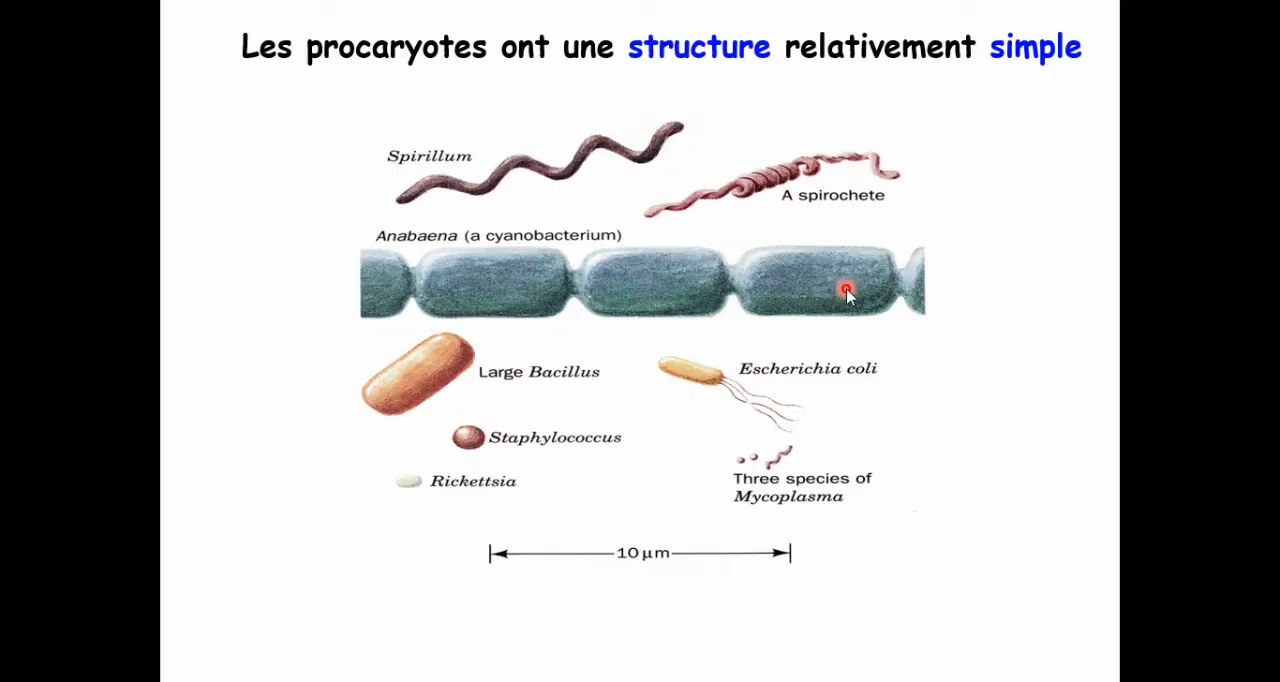 Les procaryotes ont une structure relativement simple
Spirillum
A spirochete
Anabaena (a cyanobacterium)
Large Bacillus
Escherichia coli
Staphylococcus
Rickettsia
Three species of
Mycoplasma
10 μm